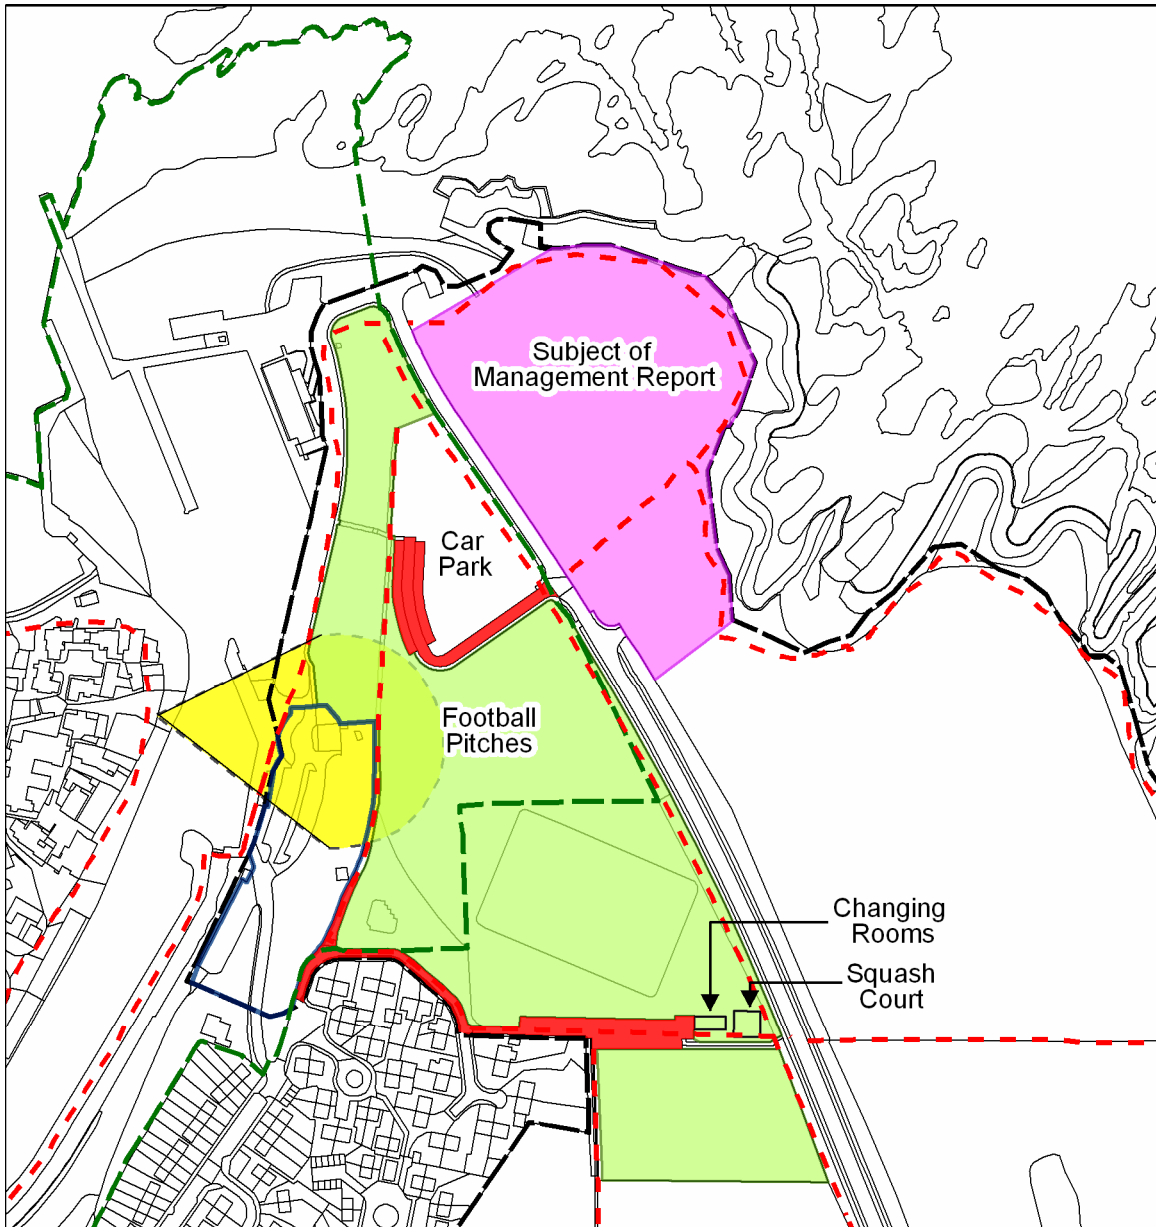 Subject of
Management Report
Car
Park
Football
Pitches
Changing
Rooms
Squash
Court